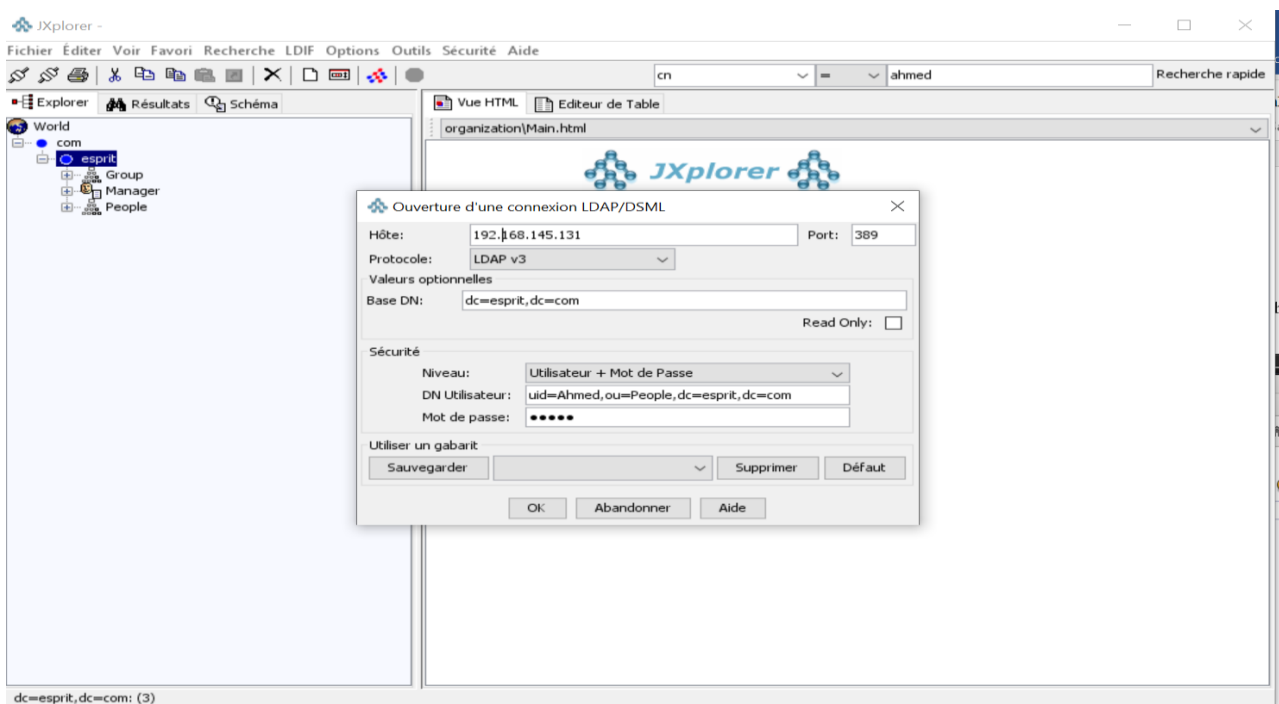 JXplorer -
Fichier Éditer Voir Favori Recherche LDIF Options Outils Sécurité Aide
cn = ahmed Recherche rapide
Explorer Résultats Schéma
Vue HTML Editeur de Table
World
com
esprit
Group
Manager
People
organization\Main.html
JXplorer
Ouverture d'une connexion LDAP/DSML
Hôte: 192.168.145.131 Port: 389
Protocole: LDAP v3
Valeurs optionnelles
Base DN: dc=esprit,dc=com
Read Only:
Sécurité
Niveau: Utilisateur + Mot de Passe
DN Utilisateur: uid=Ahmed,ou=People,dc=esprit,dc=com
Mot de passe: •••••
Utiliser un gabarit
Sauvegarder Supprimer Défaut
OK Abandonner Aide
dc=esprit,dc=com: (3)